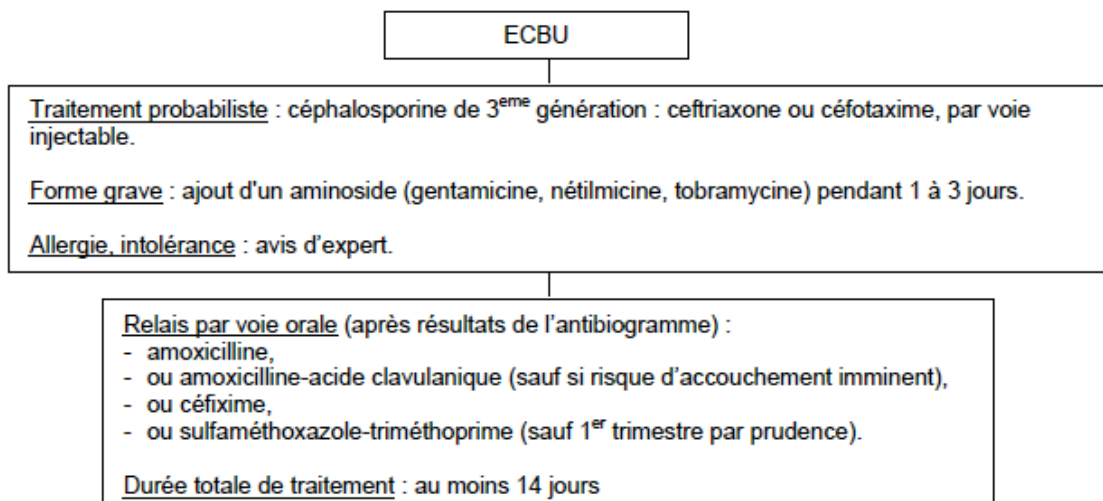 ECBU
Traitement probabiliste : céphalosporine de 3eme génération : ceftriaxone ou céfotaxime, par voie
injectable.
Forme grave : ajout d'un aminoside (gentamicine, nétilmicine, tobramycine) pendant 1 à 3 jours.
Allergie, intolérance : avis d'expert.
Relais par voie orale (après résultats de l'antibiogramme) :
- amoxicilline,
- ou amoxicilline-acide clavulanique (sauf si risque d'accouchement imminent),
- ou céfixime,
- ou sulfaméthoxazole-triméthoprime (sauf 1er trimestre par prudence).
Durée totale de traitement : au moins 14 jours